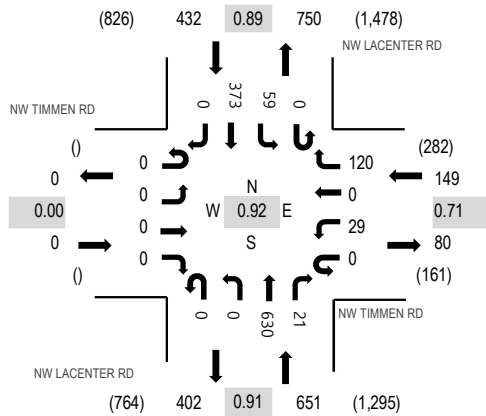 (826) 432 0.89 750 (1,478)
NW LACENTER RD
NW TIMMEN RD
0 373 59 0
() 0 120 (282)
0 0 N 0 149
0.00 0 W 0.92 E 29 0.71
0 0 S 0 80
() (161)
0 0 630 21
NW TIMMEN RD
NW LACENTER RD
(764) 402 0.91 651 (1,295)